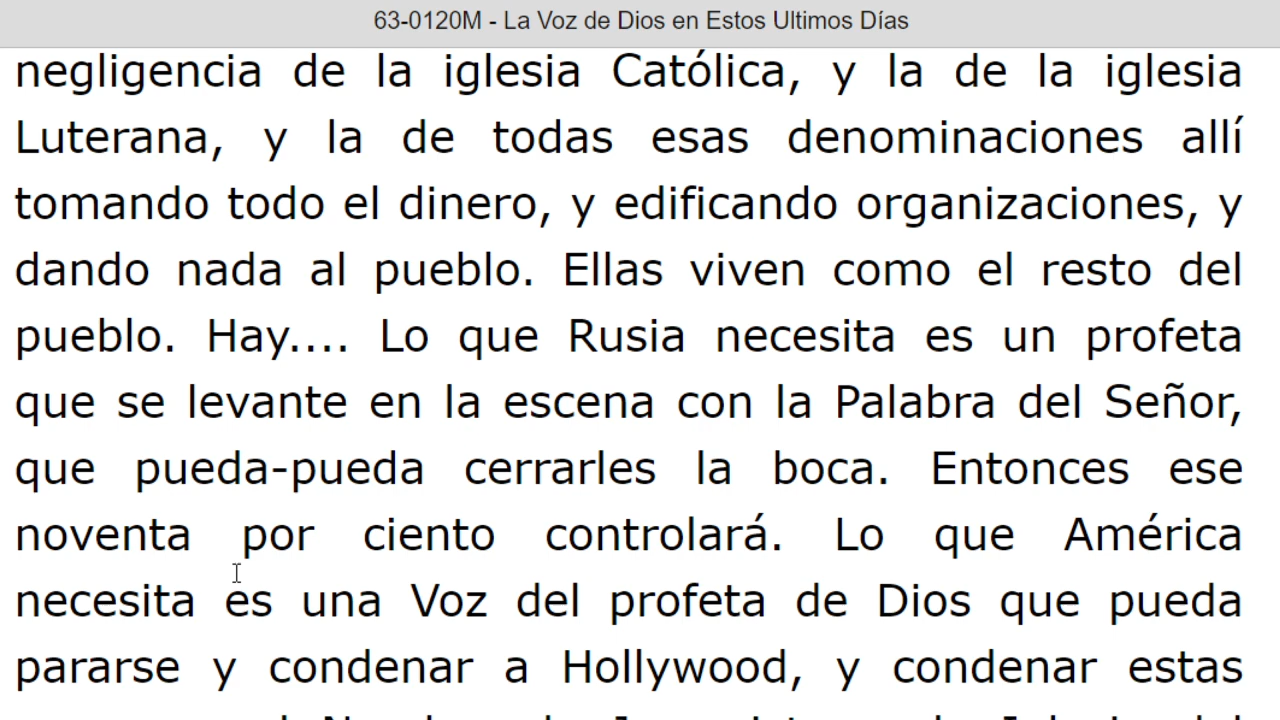 63-0120M - La Voz de Dios en Estos Ultimos Días
negligencia de la iglesia Católica, y la de la iglesia
Luterana, y la de todas esas denominaciones allí
tomando todo el dinero, y edificando organizaciones, y
dando nada al pueblo. Ellas viven como el resto del
pueblo. Hay.... Lo que Rusia necesita es un profeta
que se levante en la escena con la Palabra del Señor,
que pueda-pueda cerrarles la boca. Entonces ese
noventa por ciento controlará. Lo que América
necesita es una Voz del profeta de Dios que pueda
pararse y condenar a Hollywood, y condenar estas